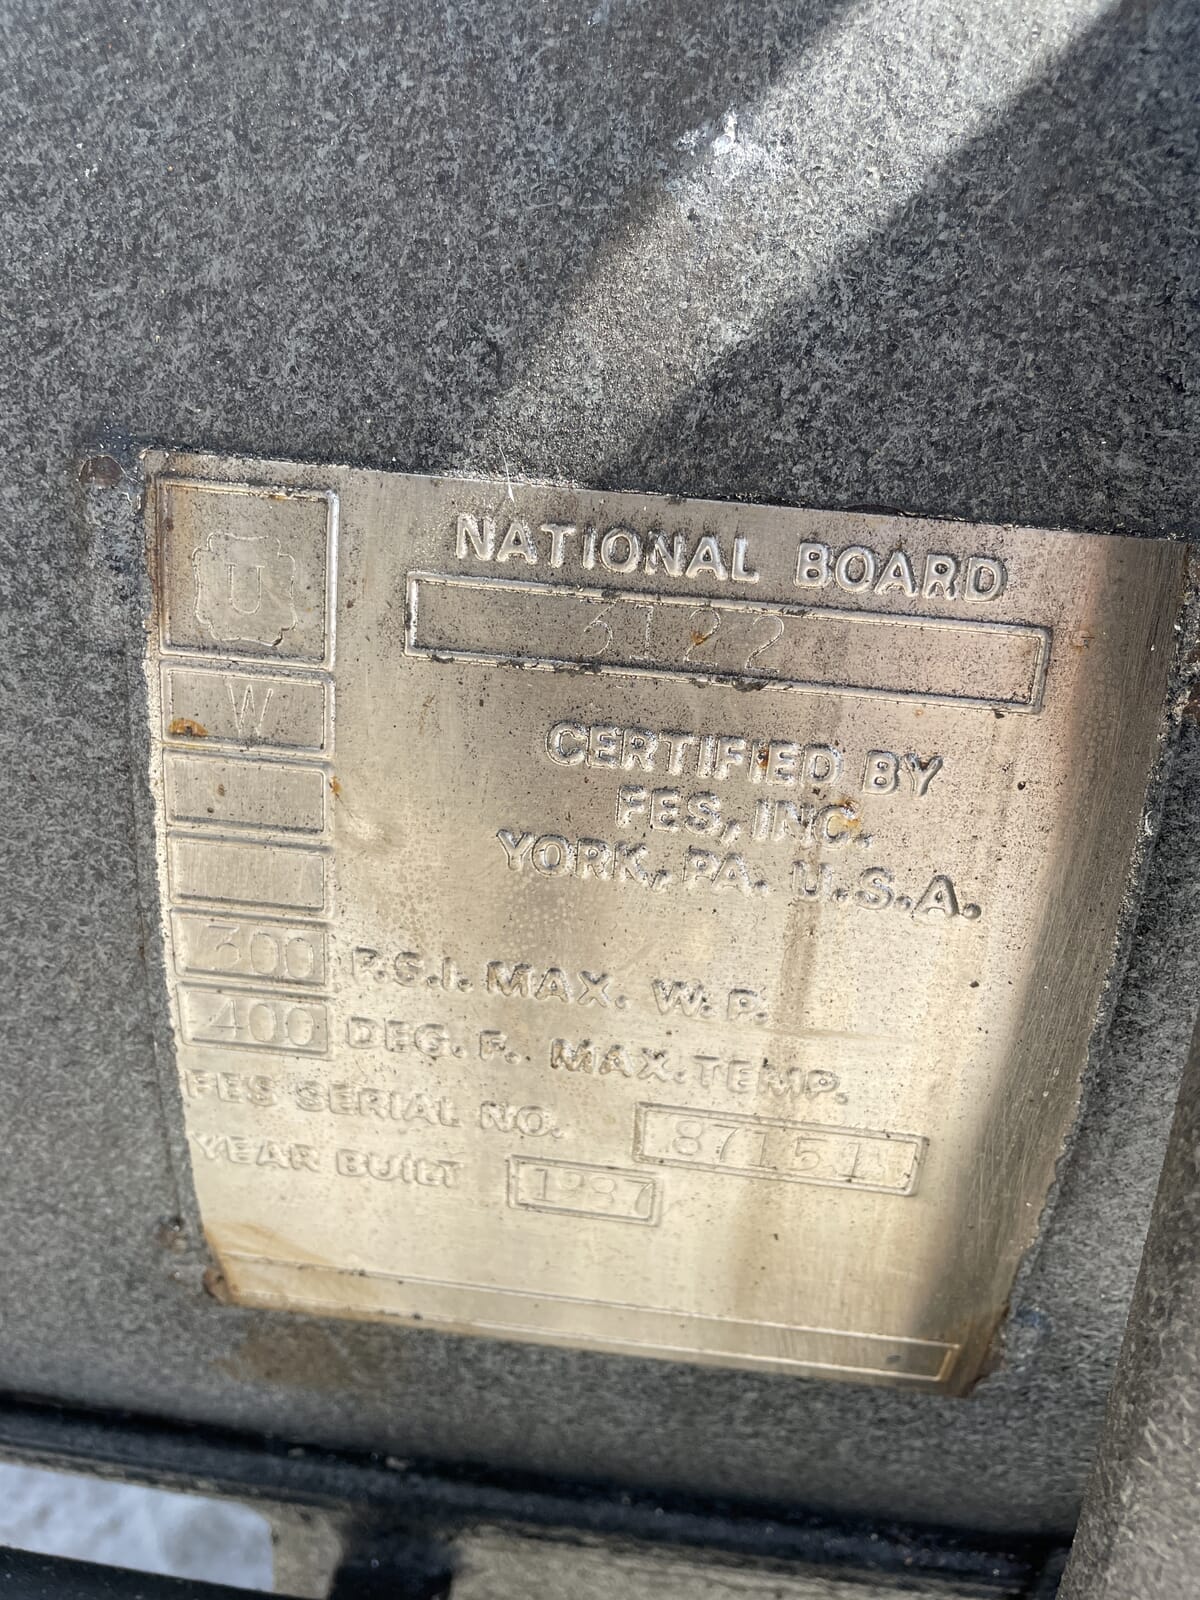 U
NATIONAL BOARD
3122
W
CERTIFIED BY
FES, INC.
YORK, PA. U.S.A.
300 P.S.I. MAX. W.P.
400 DEG. F. MAX. TEMP.
FES SERIAL NO.
YEAR BUILT 1987